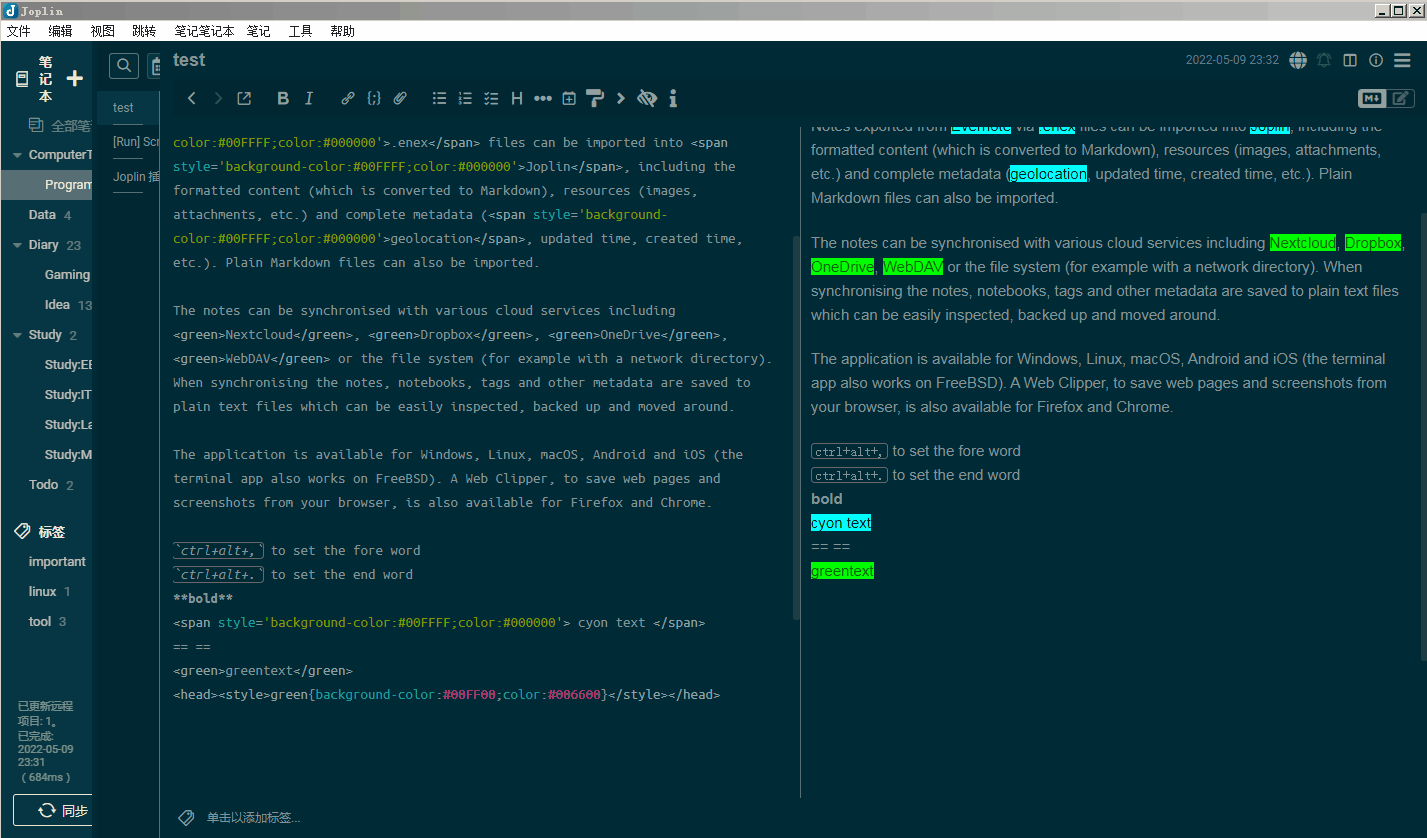 Joplin
文件 编辑 视图 跳转 笔记笔记本 笔记 工具 帮助
笔记本
全部笔
ComputerT
Program
Data 4
Diary 23
Gaming
Idea 13
Study 2
Study:EE
Study:IT
Study:La
Study:M
Todo 2
标签
important
linux 1
tool 3
已更新远程
项目: 1。
已完成:
2022-05-09
23:31
( 684ms )
同步
test
[Run] Scr
Joplin 插
test
2022-05-09 23:32
B I H M
color:#00FFFF;color:#000000'>.enex</span> files can be imported into <span
style='background-color:#00FFFF;color:#000000'>Joplin</span>, including the
formatted content (which is converted to Markdown), resources (images,
attachments, etc.) and complete metadata (<span style='background-
color:#00FFFF;color:#000000'>geolocation</span>, updated time, created time,
etc.). Plain Markdown files can also be imported.
The notes can be synchronised with various cloud services including
<green>Nextcloud</green>, <green>Dropbox</green>, <green>OneDrive</green>,
<green>WebDAV</green> or the file system (for example with a network directory).
When synchronising the notes, notebooks, tags and other metadata are saved to
plain text files which can be easily inspected, backed up and moved around.
The application is available for Windows, Linux, macOS, Android and iOS (the
terminal app also works on FreeBSD). A Web Clipper, to save web pages and
screenshots from your browser, is also available for Firefox and Chrome.
`ctrl+alt+,` to set the fore word
`ctrl+alt+.` to set the end word
**bold**
<span style='background-color:#00FFFF;color:#000000'> cyon text </span>
== ==
<green>greentext</green>
<head><style>green{background-color:#00FF00;color:#006600}</style></head>
单击以添加标签...
Notes exported from Evernote via .enex files can be imported into Joplin, including the
formatted content (which is converted to Markdown), resources (images, attachments,
etc.) and complete metadata (geolocation, updated time, created time, etc.). Plain
Markdown files can also be imported.
The notes can be synchronised with various cloud services including Nextcloud, Dropbox,
OneDrive, WebDAV or the file system (for example with a network directory). When
synchronising the notes, notebooks, tags and other metadata are saved to plain text files
which can be easily inspected, backed up and moved around.
The application is available for Windows, Linux, macOS, Android and iOS (the terminal
app also works on FreeBSD). A Web Clipper, to save web pages and screenshots from
your browser, is also available for Firefox and Chrome.
ctrl+alt+, to set the fore word
ctrl+alt+. to set the end word
bold
cyon text
== ==
greentext